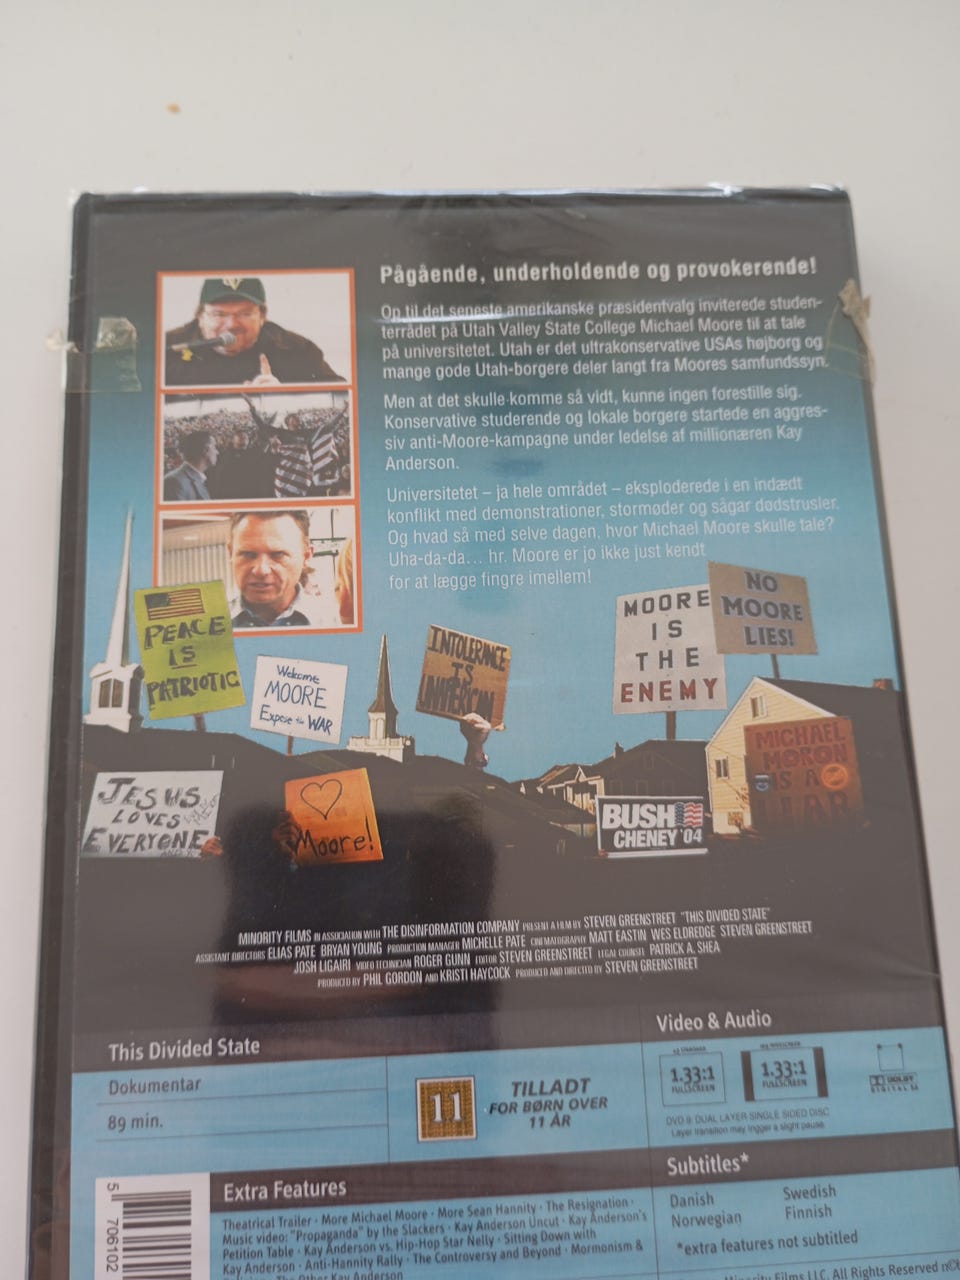 Pågående, underholdende og provokerende!
Op til det seneste amerikanske præsidentvalg inviterede studen-
terrådet på Utah Valley State College Michael Moore til at tale
på universitetet. Utah er det ultrakonservative USAs højborg og
mange gode Utah-borgere deler langt fra Moores samfundssyn.
Men at det skulle komme så vidt, kunne ingen forestille sig.
Konservative studerende og lokale borgere startede en aggres-
siv anti-Moore-kampagne under ledelse af millionæren Kay
Anderson.
Universitetet – ja hele området – eksploderede i en indædt
konflikt med demonstrationer, stormøder og sågar dødstrusler.
Og hvad så med selve dagen, hvor Michael Moore skulle tale?
Uha-da-da... hr. Moore er jo ikke just kendt
for at lægge fingre imellem!
PEACE
IS
PATRIOTIC
Welcome
MOORE
Expose the WAR
INTOLERANCE
IS
MOORE
IS
THE
ENEMY
NO
MOORE
LIES!
MICHAEL
MORON
IS A
LIAR
JESUS
LOVES
EVERYONE
Moore!
BUSH
CHENEY '04
MINORITY FILMS IN ASSOCIATION WITH THE DISINFORMATION COMPANY PRESENT A FILM BY STEVEN GREENSTREET "THIS DIVIDED STATE"
ASSISTANT DIRECTORS ELIAS PATE BRYAN YOUNG PRODUCTION MANAGER MICHELLE PATE CINEMATOGRAPHY MATT EASTIN WES ELDREDGE STEVEN GREENSTREET
JOSH LIGAIRI VIDEO TECHNICIAN ROGER GUNN EDITOR STEVEN GREENSTREET LEGAL COUNSEL PATRICK A. SHEA
PRODUCED BY PHIL GORDON AND KRISTI HAYCOCK PRODUCED AND DIRECTED BY STEVEN GREENSTREET
This Divided State
Dokumentar
89 min.
11
TILLADT
FOR BØRN OVER
11 ÅR
Video & Audio
1.33:1
FULLSCREEN
1.33:1
FULLSCREEN
DOLBY
DIGITAL
DVD 9: DUAL LAYER SINGLE SIDED DISC
Layer transition may trigger a slight pause
Subtitles*
Danish Swedish
Norwegian Finnish
*extra features not subtitled
5 706102
Extra Features
Theatrical Trailer · More Michael Moore · More Sean Hannity · The Resignation ·
Music video: "Propaganda" by the Slackers · Kay Anderson Uncut · Kay Anderson's
Petition Table · Kay Anderson vs. Hip-Hop Star Nelly · Sitting Down with
Kay Anderson · Anti-Hannity Rally · The Controversy and Beyond · Mormonism &
The Other Kay Anderson
Minority Films LLC. All Rights Reserved